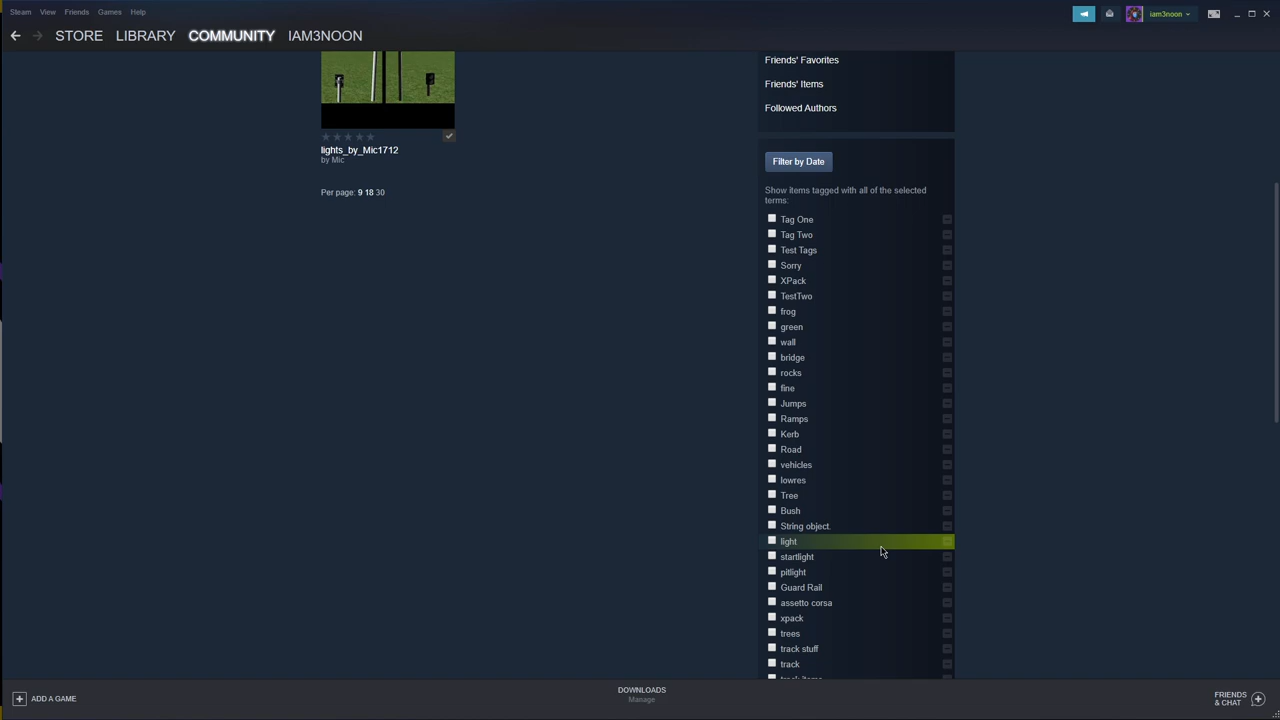 Steam View Friends Games Help
iam3noon
STORE LIBRARY COMMUNITY IAM3NOON
Friends' Favorites
Friends' Items
Followed Authors
lights_by_Mic1712
by Mic
Per page: 9 18 30
Filter by Date
Show items tagged with all of the selected
terms:
Tag One
Tag Two
Test Tags
Sorry
XPack
TestTwo
frog
green
wall
bridge
rocks
fine
Jumps
Ramps
Kerb
Road
vehicles
lowres
Tree
Bush
String object.
light
startlight
pitlight
Guard Rail
assetto corsa
xpack
trees
track stuff
track
track items
ADD A GAME
DOWNLOADS
Manage
FRIENDS
& CHAT